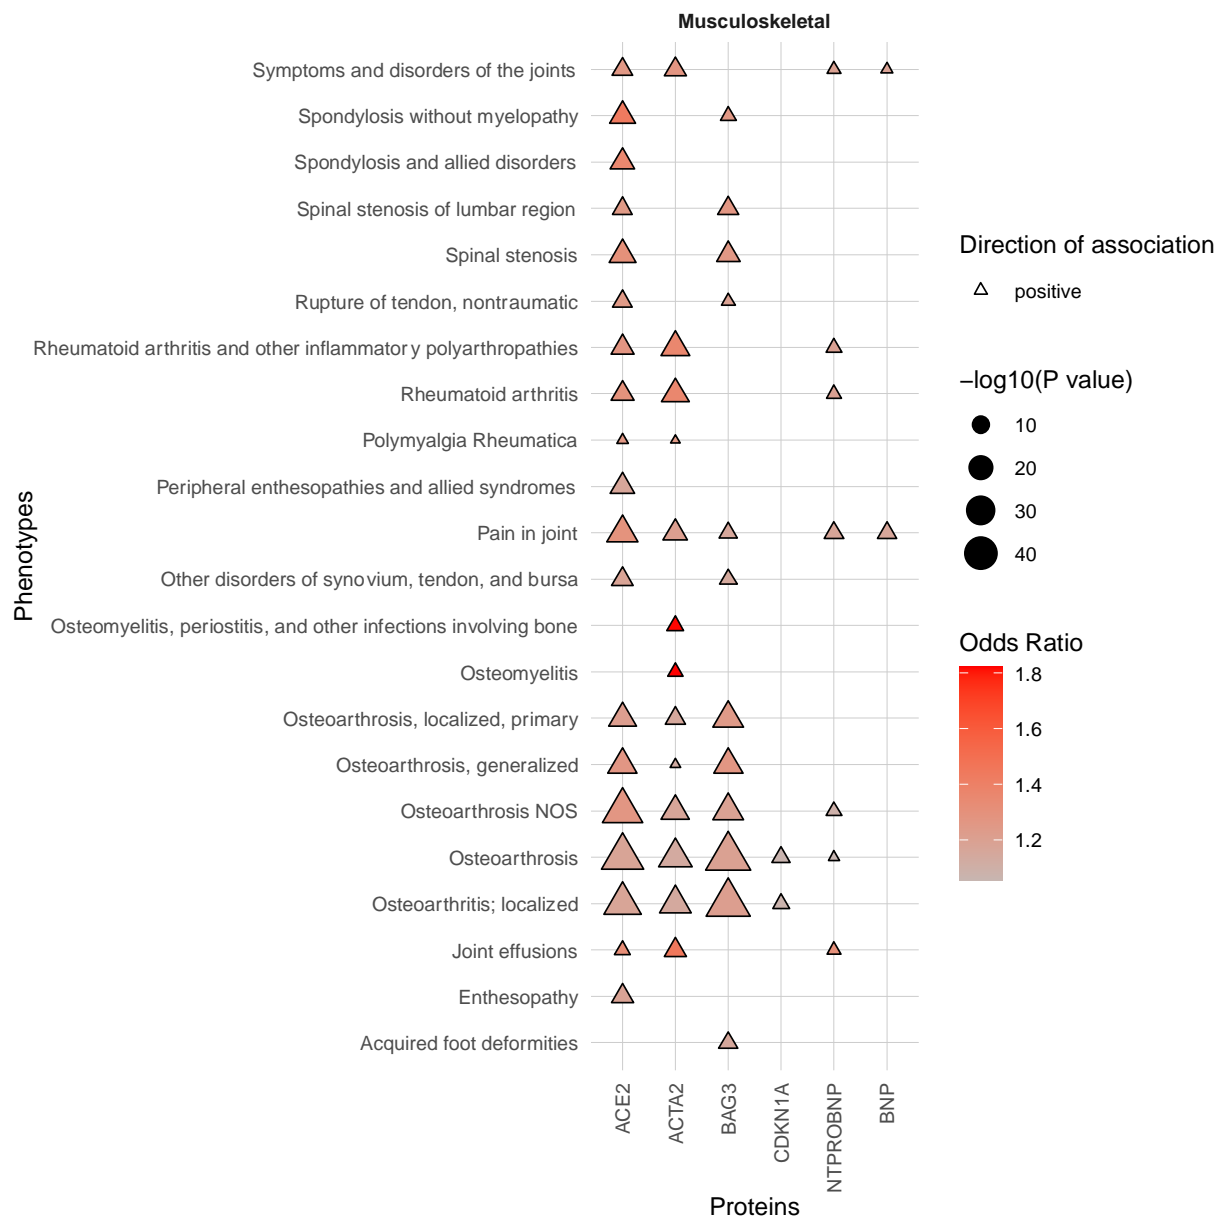 Musculoskeletal
Symptoms and disorders of the joints
Spondylosis without myelopathy
Spondylosis and allied disorders
Spinal stenosis of lumbar region
Spinal stenosis
Rupture of tendon, nontraumatic
Rheumatoid arthritis and other inflammatory polyarthropathies
Rheumatoid arthritis
Polymyalgia Rheumatica
Peripheral enthesopathies and allied syndromes
Pain in joint
Other disorders of synovium, tendon, and bursa
Osteomyelitis, periostitis, and other infections involving bone
Osteomyelitis
Osteoarthrosis, localized, primary
Osteoarthrosis, generalized
Osteoarthrosis NOS
Osteoarthrosis
Osteoarthritis; localized
Joint effusions
Enthesopathy
Acquired foot deformities
Phenotypes
ACE2
ACTA2
BAG3
CDKN1A
NTPROBNP
BNP
Proteins
Direction of association
positive
−log10(P value)
10
20
30
40
Odds Ratio
1.8
1.6
1.4
1.2